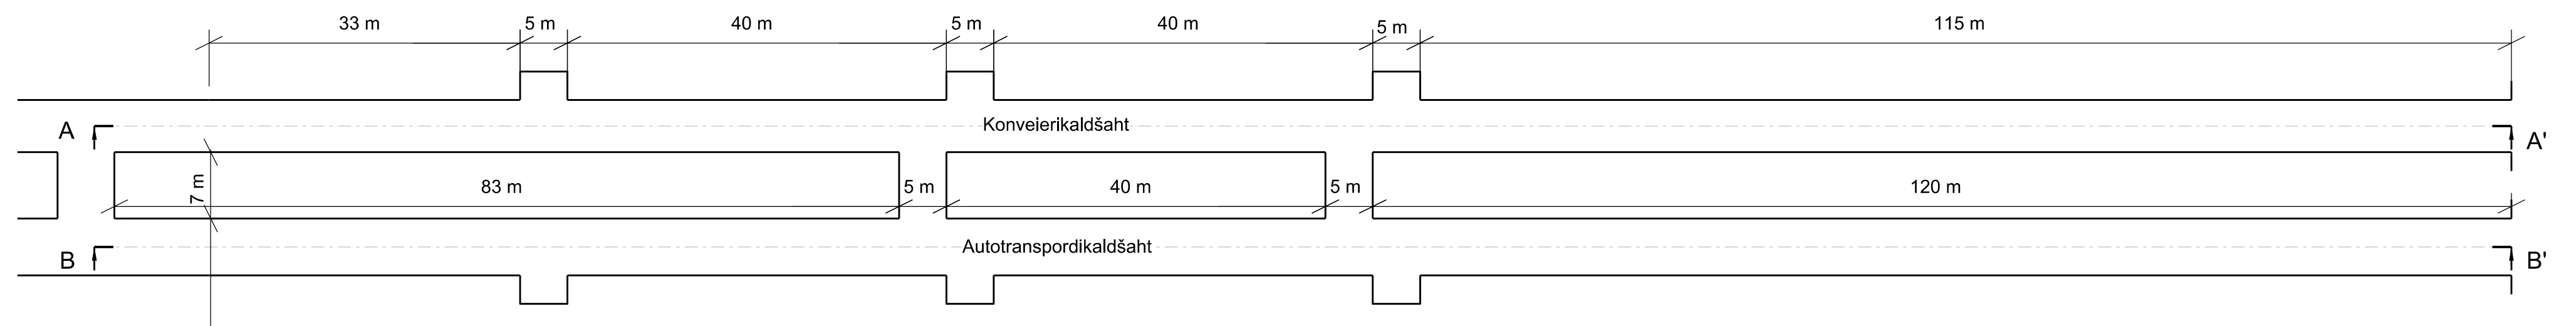 33 m 5 m 40 m 5 m 40 m 5 m 115 m
A Konveierikaldšaht A'
7 m 83 m 5 m 40 m 5 m 120 m
B Autotranspordikaldšaht B'